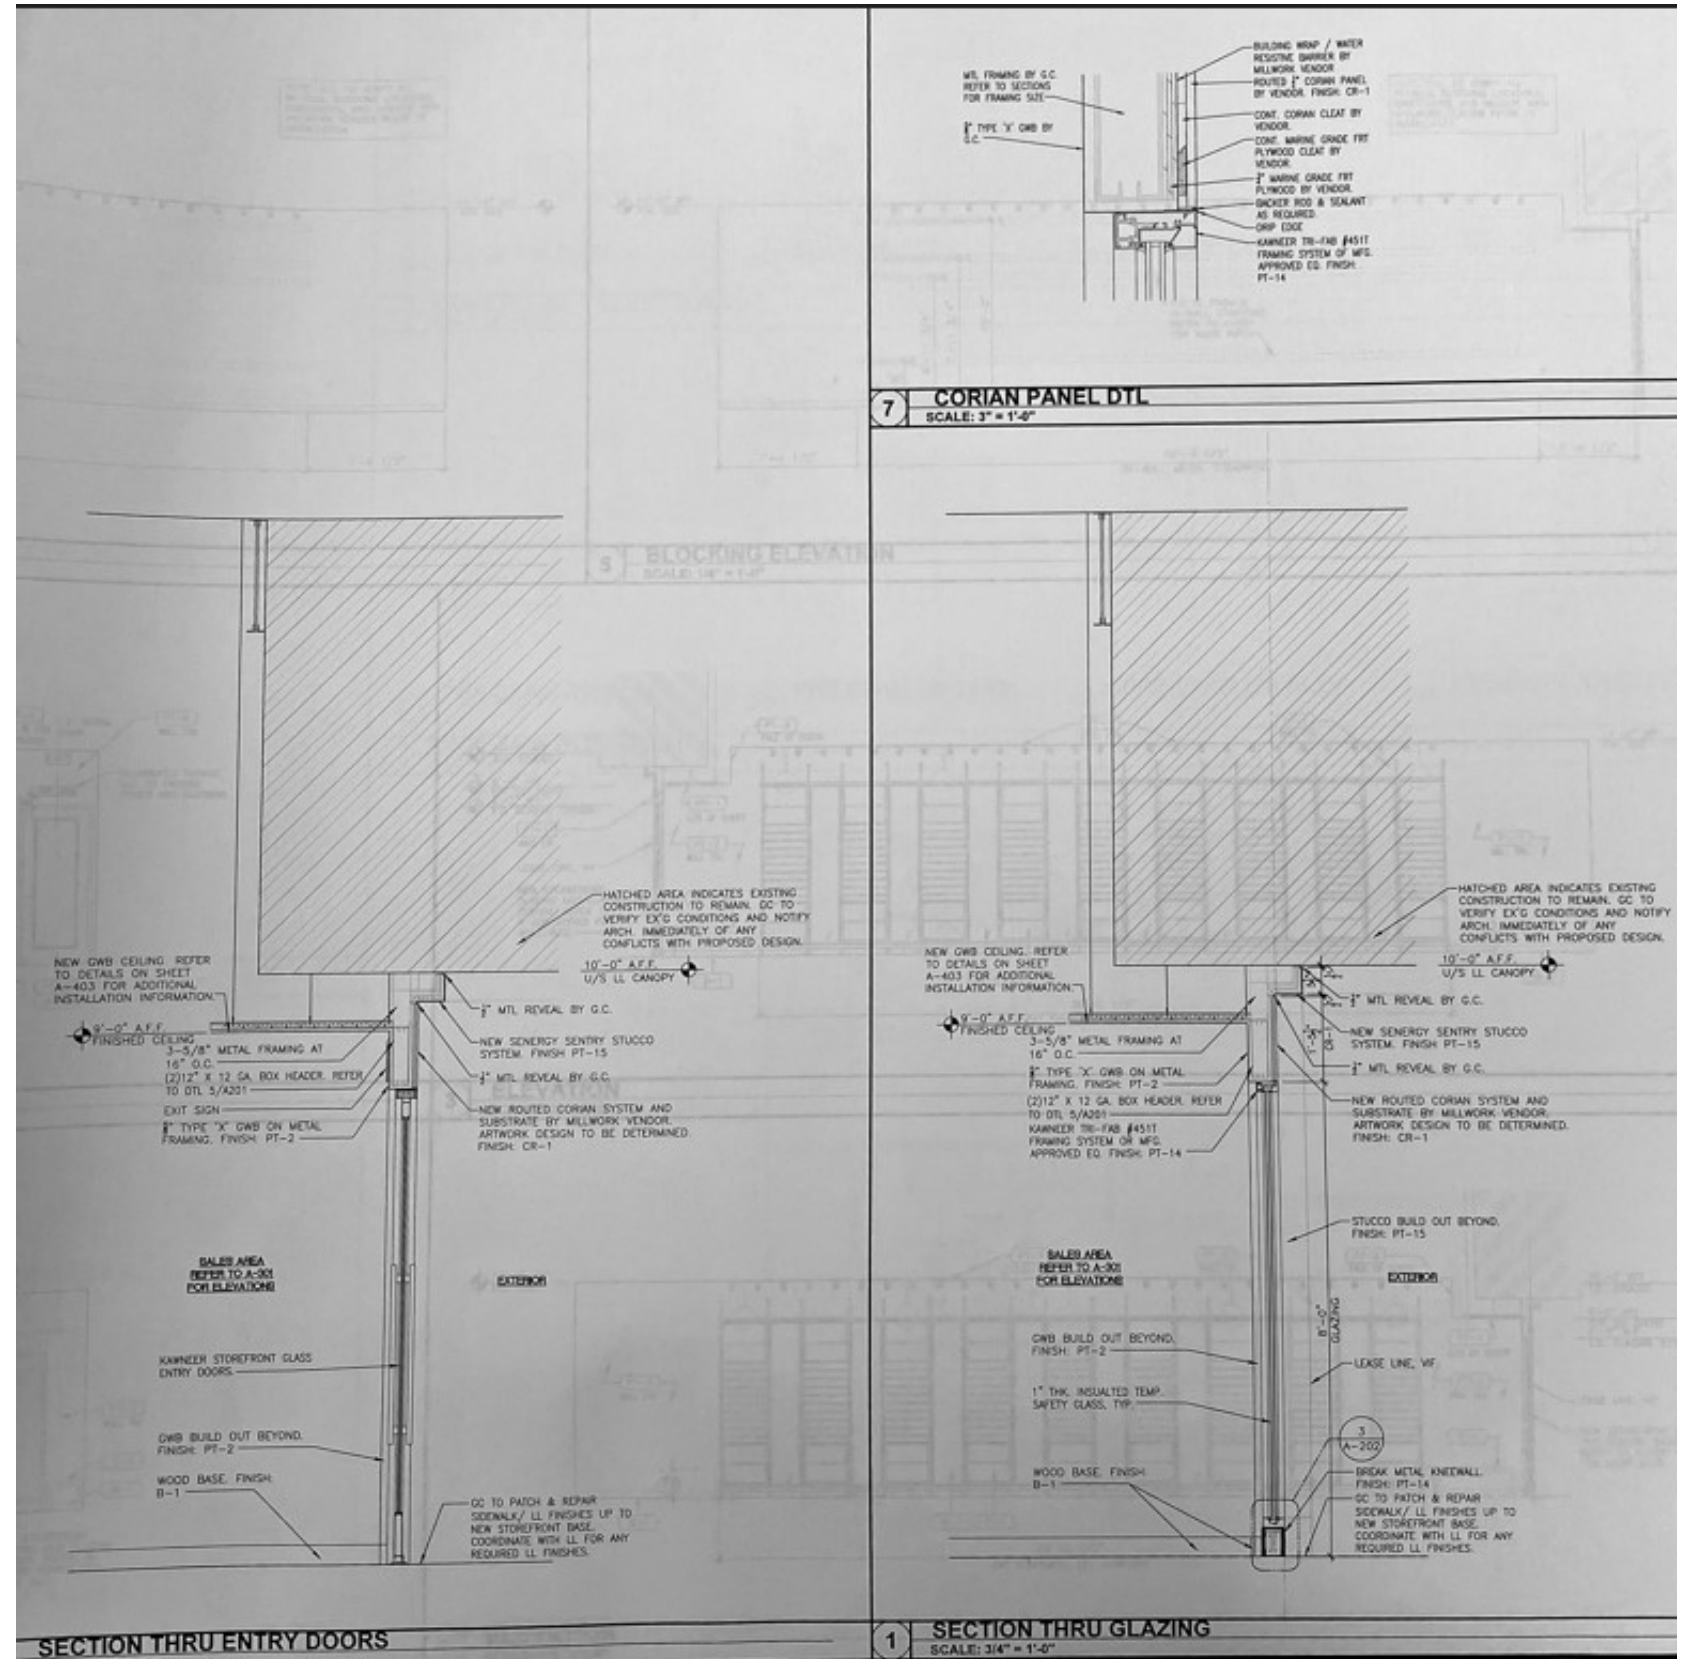 MTL FRAMING BY G.C.
REFER TO SECTIONS
FOR FRAMING SIZE
TYPE 'X' GWB BY
G.C.
BUILDING WRAP / WATER
RESISTIVE BARRIER BY
MILLWORK VENDOR
ROUTED CORIAN PANEL
BY VENDOR. FINISH: CR-1
CONT. CORIAN CLEAT BY
VENDOR.
CONT. MARINE GRADE FRT
PLYWOOD CLEAT BY
VENDOR.
MARINE GRADE FRT
PLYWOOD BY VENDOR.
BACKER ROD & SEALANT
AS REQUIRED.
DRIP EDGE
KAWNEER TRI-FAB #451T
FRAMING SYSTEM OF MFG.
APPROVED EQ. FINISH:
PT-14
7 CORIAN PANEL DTL
SCALE: 3" = 1'-0"
S BLOCKING ELEVATION
SCALE: 1/4" = 1'-0"
HATCHED AREA INDICATES EXISTING
CONSTRUCTION TO REMAIN. GC TO
VERIFY EX'G CONDITIONS AND NOTIFY
ARCH. IMMEDIATELY OF ANY
CONFLICTS WITH PROPOSED DESIGN.
10'-0" A.F.F.
U/S LL CANOPY
NEW GWB CEILING. REFER
TO DETAILS ON SHEET
A-403 FOR ADDITIONAL
INSTALLATION INFORMATION.
9'-0" A.F.F.
FINISHED CEILING
3-5/8" METAL FRAMING AT
16" O.C.
(2)12" X 12 GA. BOX HEADER. REFER
TO DTL 5/A201
EXIT SIGN
TYPE "X" GWB ON METAL
FRAMING. FINISH: PT-2
MTL REVEAL BY G.C.
NEW SENERGY SENTRY STUCCO
SYSTEM. FINISH PT-15
MTL REVEAL BY G.C.
ELEVATION
NEW ROUTED CORIAN SYSTEM AND
SUBSTRATE BY MILLWORK VENDOR.
ARTWORK DESIGN TO BE DETERMINED.
FINISH: CR-1
SALES AREA
REFER TO A-301
FOR ELEVATIONS
EXTERIOR
KAWNEER STOREFRONT GLASS
ENTRY DOORS.
GWB BUILD OUT BEYOND.
FINISH: PT-2
WOOD BASE. FINISH:
B-1
GC TO PATCH & REPAIR
SIDEWALK/ LL FINISHES UP TO
NEW STOREFRONT BASE.
COORDINATE WITH LL FOR ANY
REQUIRED LL FINISHES.
SECTION THRU ENTRY DOORS
HATCHED AREA INDICATES EXISTING
CONSTRUCTION TO REMAIN. GC TO
VERIFY EX'G CONDITIONS AND NOTIFY
ARCH. IMMEDIATELY OF ANY
CONFLICTS WITH PROPOSED DESIGN.
10'-0" A.F.F.
U/S LL CANOPY
NEW GWB CEILING. REFER
TO DETAILS ON SHEET
A-403 FOR ADDITIONAL
INSTALLATION INFORMATION.
9'-0" A.F.F.
FINISHED CEILING
3-5/8" METAL FRAMING AT
16" O.C.
TYPE 'X' GWB ON METAL
FRAMING. FINISH: PT-2
(2)12" X 12 GA. BOX HEADER. REFER
TO DTL 5/A201
KAWNEER TRI-FAB #451T
FRAMING SYSTEM OR MFG.
APPROVED EQ. FINISH: PT-14
MTL REVEAL BY G.C.
NEW SENERGY SENTRY STUCCO
SYSTEM. FINISH PT-15
CR-1
MTL REVEAL BY G.C.
NEW ROUTED CORIAN SYSTEM AND
SUBSTRATE BY MILLWORK VENDOR.
ARTWORK DESIGN TO BE DETERMINED.
FINISH: CR-1
STUCCO BUILD OUT BEYOND.
FINISH: PT-15
SALES AREA
REFER TO A-301
FOR ELEVATIONS
EXTERIOR
8'-0"
GLAZING
GWB BUILD OUT BEYOND.
FINISH: PT-2
LEASE LINE, VIF.
1" THK. INSUALTED TEMP.
SAFETY GLASS, TYP.
3
A-202
WOOD BASE. FINISH:
B-1
BREAK METAL KNEEWALL.
FINISH: PT-14
GC TO PATCH & REPAIR
SIDEWALK/ LL FINISHES UP TO
NEW STOREFRONT BASE.
COORDINATE WITH LL FOR ANY
REQUIRED LL FINISHES.
1 SECTION THRU GLAZING
SCALE: 3/4" = 1'-0"